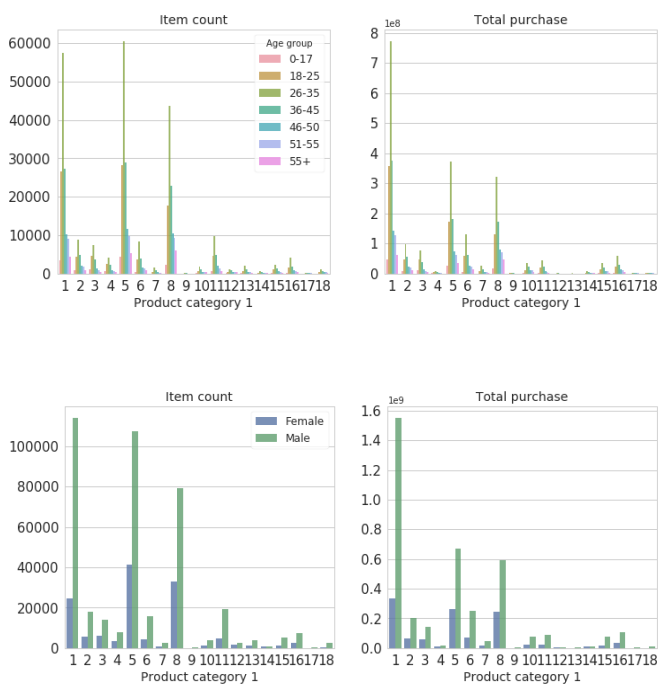 Item count
60000
50000
40000
30000
20000
10000
0
Age group
0-17
18-25
26-35
36-45
46-50
51-55
55+
1 2 3 4 5 6 7 8 9 10 11 12 13 14 15 16 17 18
Product category 1
Total purchase
1e8
8
7
6
5
4
3
2
1
0
1 2 3 4 5 6 7 8 9 10 11 12 13 14 15 16 17 18
Product category 1
Item count
100000
80000
60000
40000
20000
0
Female
Male
1 2 3 4 5 6 7 8 9 10 11 12 13 14 15 16 17 18
Product category 1
Total purchase
1e9
1.6
1.4
1.2
1.0
0.9
0.6
0.4
0.2
0.0
1 2 3 4 5 6 7 8 9 10 11 12 13 14 15 16 17 18
Product category 1